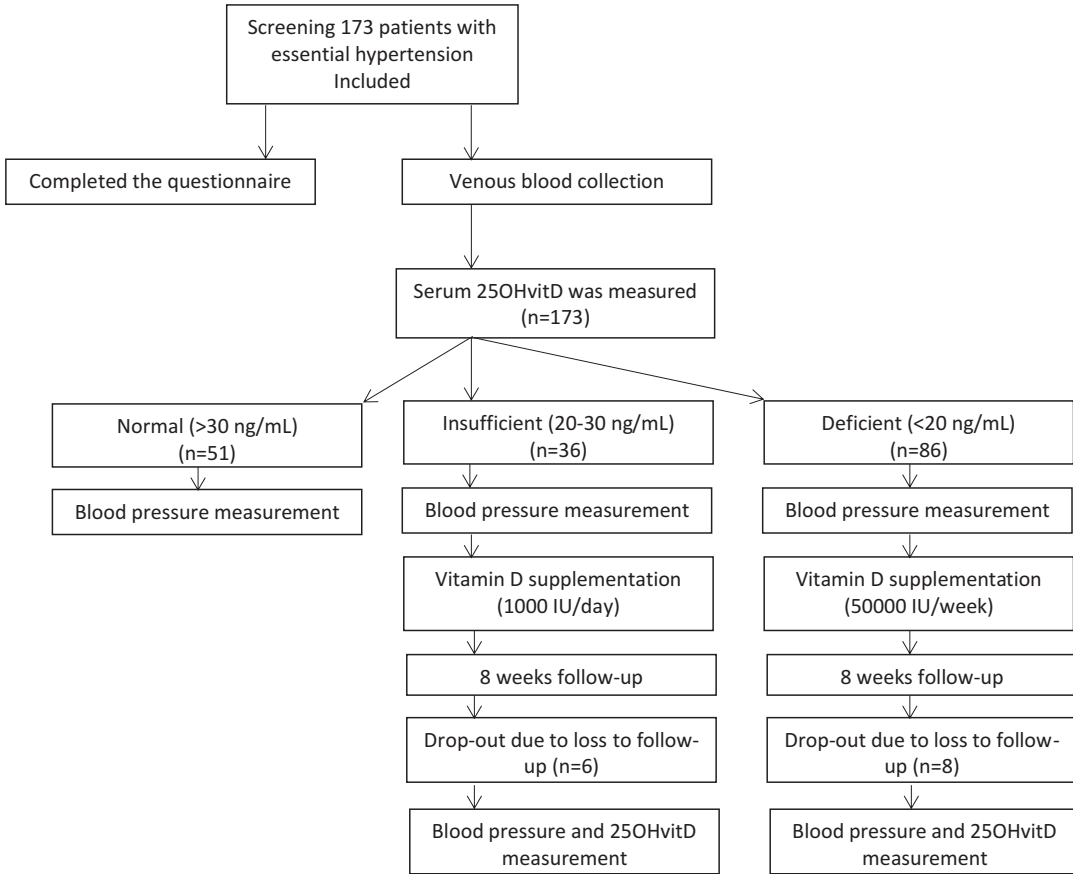 Screening 173 patients with
essential hypertension
Included
Completed the questionnaire
Venous blood collection
Serum 25OHvitD was measured
(n=173)
Normal (>30 ng/mL)
(n=51)
Insufficient (20-30 ng/mL)
(n=36)
Deficient (<20 ng/mL)
(n=86)
Blood pressure measurement
Blood pressure measurement
Blood pressure measurement
Vitamin D supplementation
(1000 IU/day)
Vitamin D supplementation
(50000 IU/week)
8 weeks follow-up
8 weeks follow-up
Drop-out due to loss to follow-
up (n=6)
Drop-out due to loss to follow-
up (n=8)
Blood pressure and 25OHvitD
measurement
Blood pressure and 25OHvitD
measurement